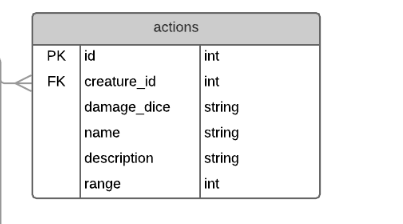 actions
PK id int
FK creature_id int
damage_dice string
name string
description string
range int